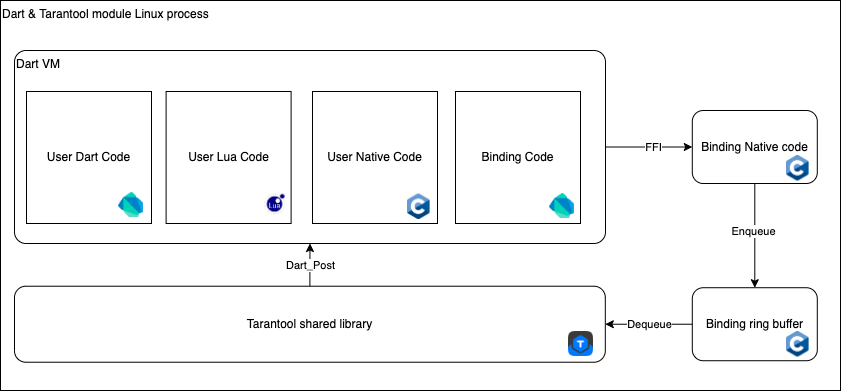 Dart & Tarantool module Linux process
Dart VM
User Dart Code
User Lua Code
User Native Code
Binding Code
Lua
C
FFI
Binding Native code
C
Enqueue
Dart_Post
Tarantool shared library
T
Dequeue
Binding ring buffer
C